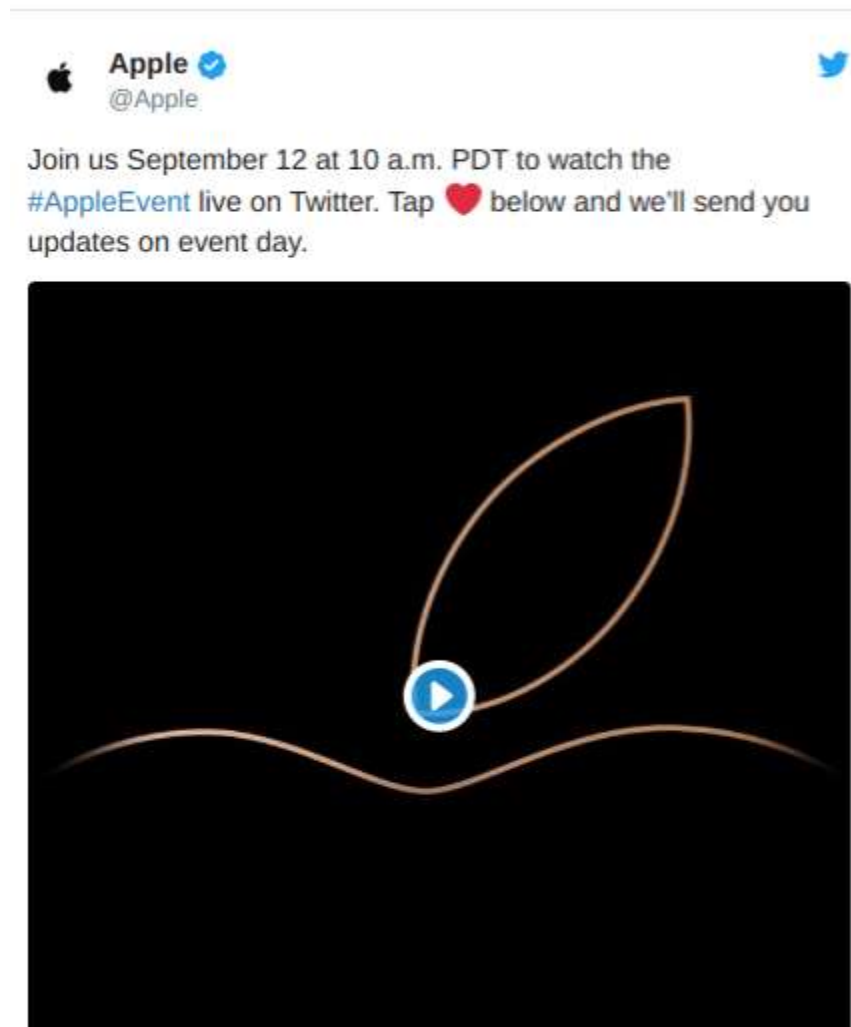 Apple
@Apple
Join us September 12 at 10 a.m. PDT to watch the
#AppleEvent live on Twitter. Tap ❤️ below and we'll send you
updates on event day.